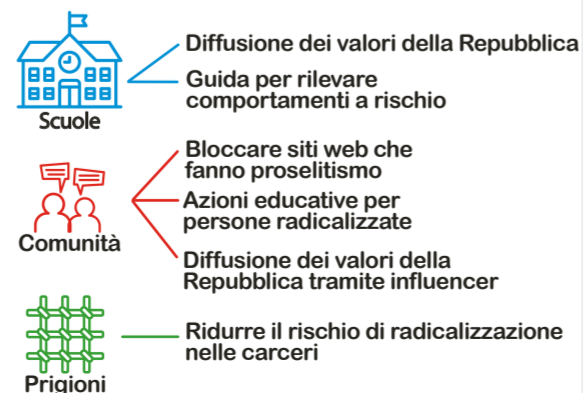 Diffusione dei valori della Repubblica
Guida per rilevare
comportamenti a rischio
Scuole
Bloccare siti web che
fanno proselitismo
Azioni educative per
persone radicalizzate
Comunità
Diffusione dei valori della
Repubblica tramite influencer
Ridurre il rischio di radicalizzazione
nelle carceri
Prigioni